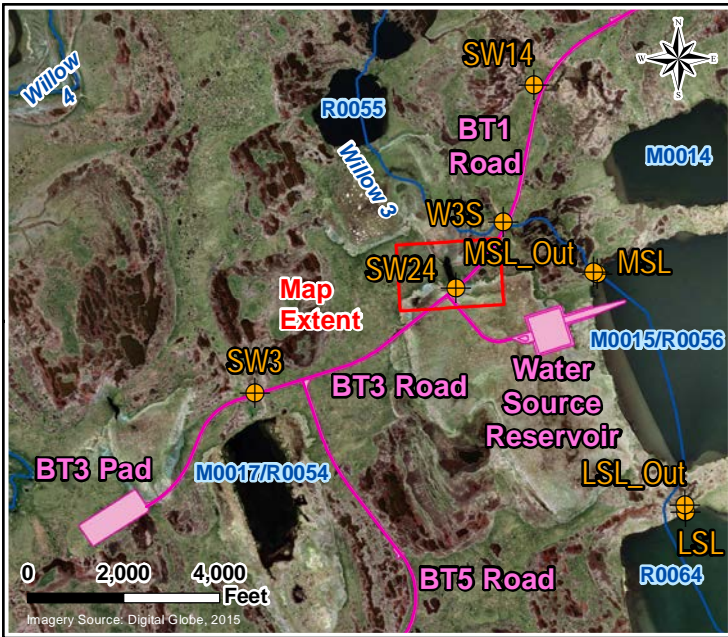 N
W E
S
SW14
Willow
4
R0055
BT1
Road
M0014
Willow 3
W3S
MSL_Out
MSL
SW24
Map
Extent
M0015/R0056
SW3
BT3 Road
Water
Source
Reservoir
BT3 Pad
M0017/R0054
LSL_Out
LSL
BT5 Road
R0064
0 2,000 4,000
Feet
Imagery Source: Digital Globe, 2015